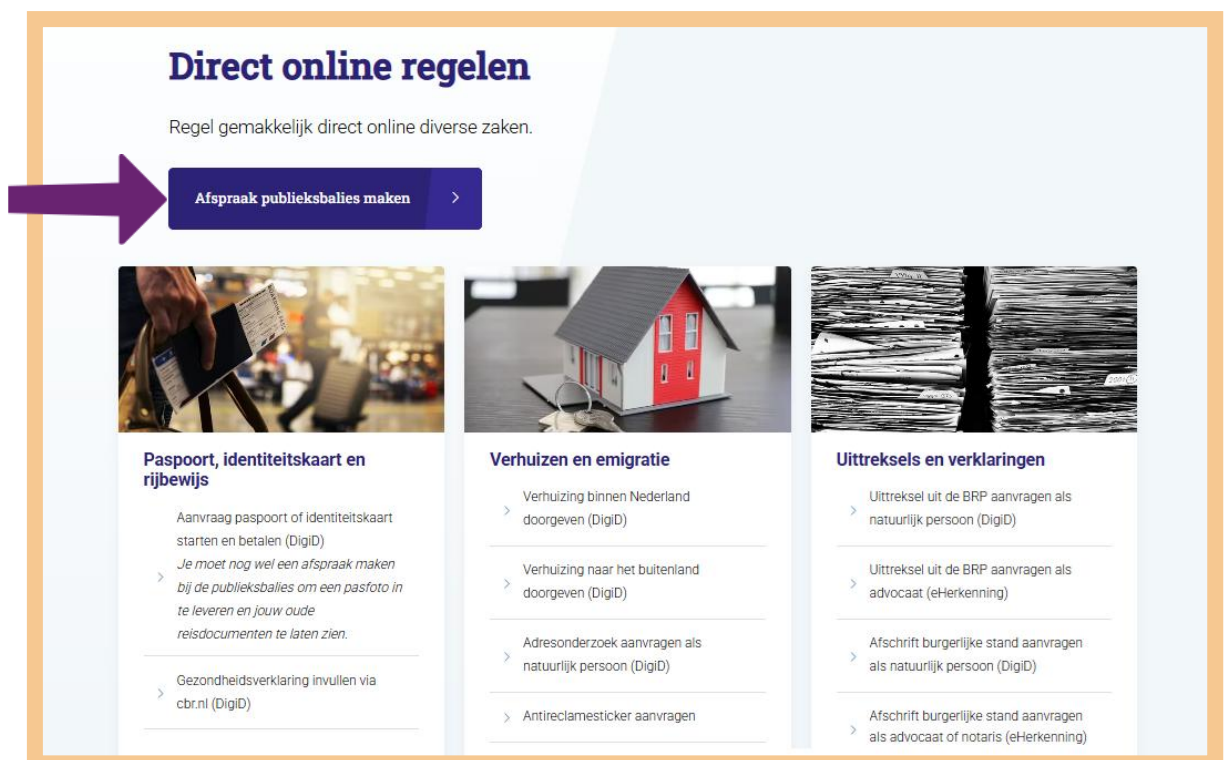 Direct online regelen
Regel gemakkelijk direct online diverse zaken.
Afspraak publieksbalies maken
Paspoort, identiteitskaart en
rijbewijs
Aanvraag paspoort of identiteitskaart
starten en betalen (DigiD)
Je moet nog wel een afspraak maken
bij de publieksbalies om een pasfoto in
te leveren en jouw oude
reisdocumenten te laten zien.
Gezondheidsverklaring invullen via
cbr.nl (DigiD)
Verhuizen en emigratie
Verhuizing binnen Nederland
doorgeven (DigiD)
Verhuizing naar het buitenland
doorgeven (DigiD)
Adresonderzoek aanvragen als
natuurlijk persoon (DigiD)
Antireclamesticker aanvragen
Uittreksels en verklaringen
Uittreksel uit de BRP aanvragen als
natuurlijk persoon (DigiD)
Uittreksel uit de BRP aanvragen als
advocaat (eHerkenning)
Afschrift burgerlijke stand aanvragen
als natuurlijk persoon (DigiD)
Afschrift burgerlijke stand aanvragen
als advocaat of notaris (eHerkenning)